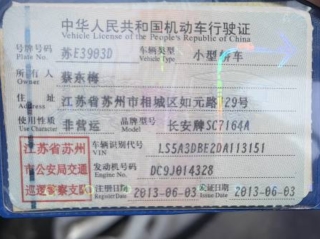 中华人民共和国机动车行驶证
Vehicle License of the People's Republic of China
号牌号码 苏E3993D 车辆类型 小型轿车
Plate No. Vehicle Type
所有人 蔡永梅
Owner
住址 江苏省苏州市相城区如元路 29号
Address
使用性质 非营运 品牌型号 长安牌SC7164A
Use Character Model
江苏省苏州 车辆识别代号 LS5A3DBE2DA113151
VIN
市公安局交通 发动机号码 DC9J014328
Engine No.
巡逻警察支队 注册日期 2013-06-03 发证日期 2013-06-03
Register Date Issue Date